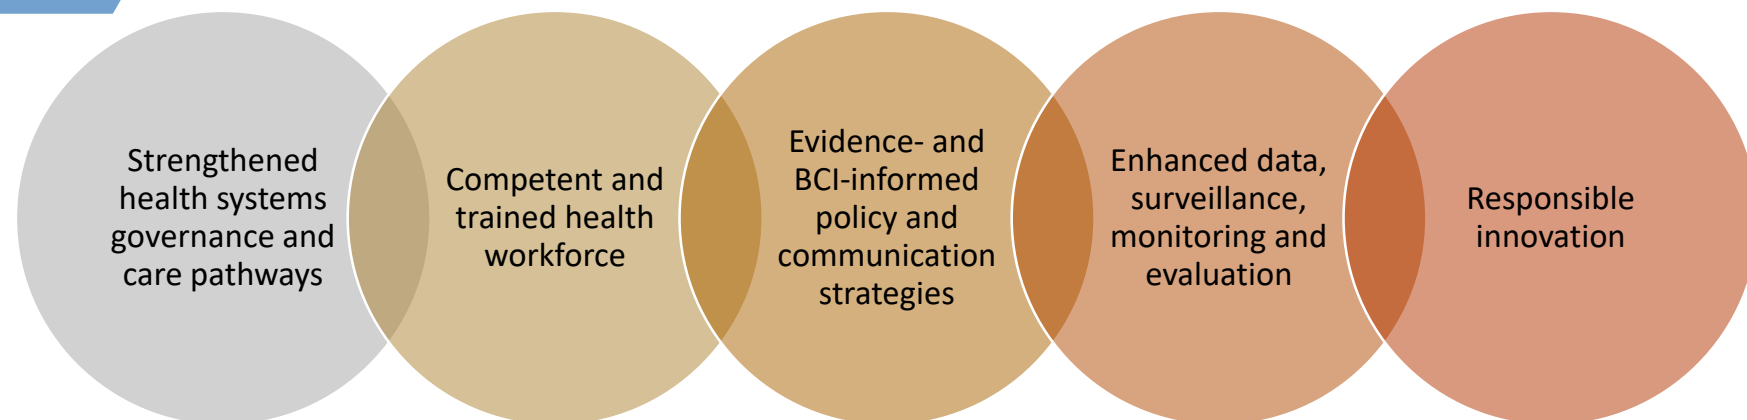 Strengthened
health systems
governance and
care pathways
Competent and
trained health
workforce
Evidence- and
BCI-informed
policy and
communication
strategies
Enhanced data,
surveillance,
monitoring and
evaluation
Responsible
innovation